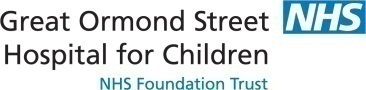 Great Ormond Street NHS
Hospital for Children
NHS Foundation Trust